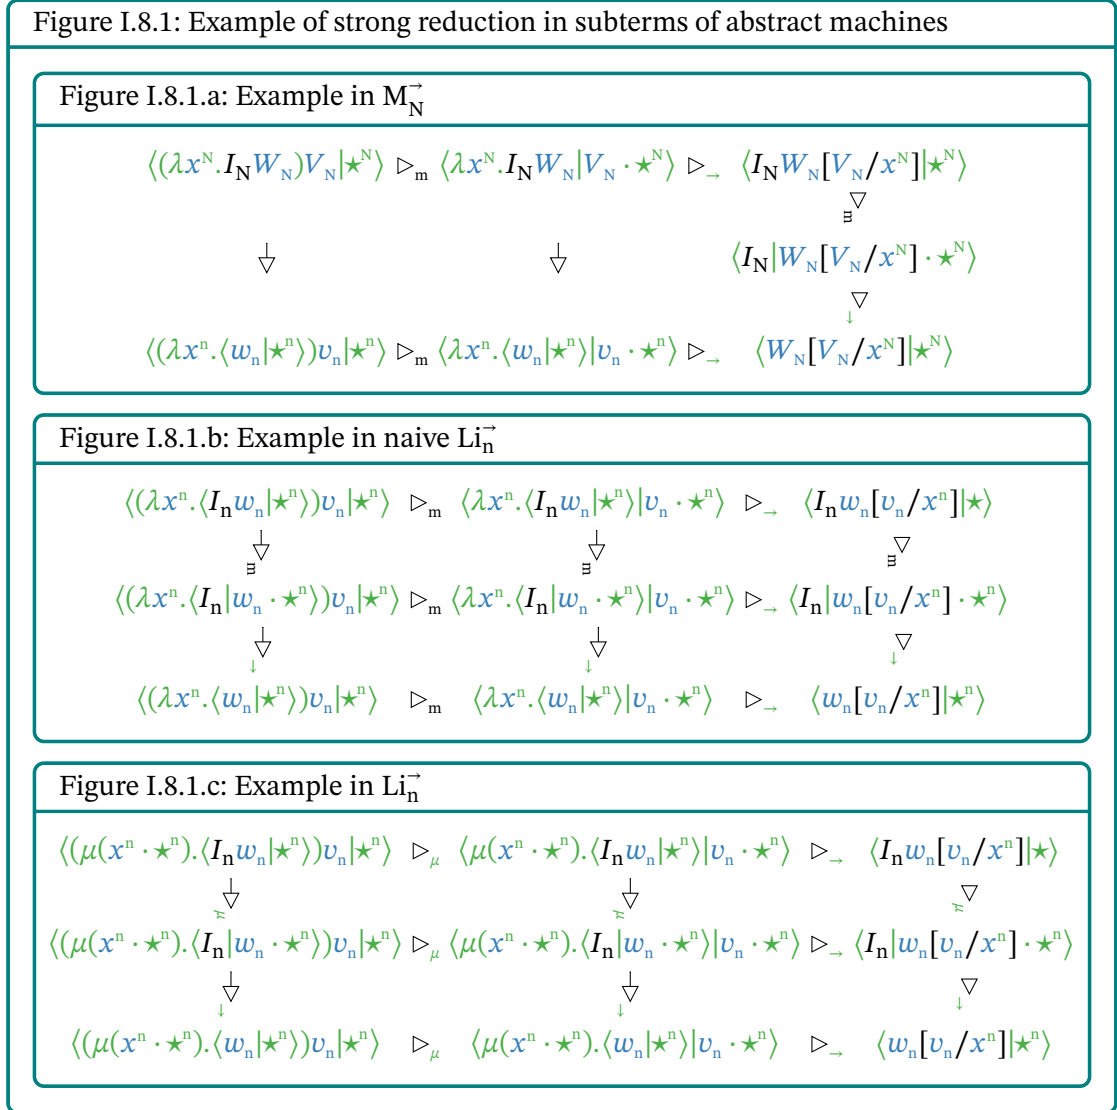 Figure I.8.1: Example of strong reduction in subterms of abstract machines
Figure I.8.1.a: Example in M_N^→
⟨(λx^N.I_N W_N)V_N|⋆^N⟩ ▷_m ⟨λx^N.I_N W_N|V_N · ⋆^N⟩ ▷_→ ⟨I_N W_N[V_N/x^N]|⋆^N⟩
▷_m
⟨I_N|W_N[V_N/x^N] · ⋆^N⟩
▷_→
⟨(λx^n.⟨w_n|⋆^n⟩)v_n|⋆^n⟩ ▷_m ⟨λx^n.⟨w_n|⋆^n⟩|v_n · ⋆^n⟩ ▷_→ ⟨W_N[V_N/x^N]|⋆^N⟩
Figure I.8.1.b: Example in naive Li_n^→
⟨(λx^n.⟨I_n w_n|⋆^n⟩)v_n|⋆^n⟩ ▷_m ⟨λx^n.⟨I_n w_n|⋆^n⟩|v_n · ⋆^n⟩ ▷_→ ⟨I_n w_n[v_n/x^n]|⋆⟩
m m m
⟨(λx^n.⟨I_n|w_n · ⋆^n⟩)v_n|⋆^n⟩ ▷_m ⟨λx^n.⟨I_n|w_n · ⋆^n⟩|v_n · ⋆^n⟩ ▷_→ ⟨I_n|w_n[v_n/x^n] · ⋆^n⟩
→ → →
⟨(λx^n.⟨w_n|⋆^n⟩)v_n|⋆^n⟩ ▷_m ⟨λx^n.⟨w_n|⋆^n⟩|v_n · ⋆^n⟩ ▷_→ ⟨w_n[v_n/x^n]|⋆^n⟩
Figure I.8.1.c: Example in Li_n^→
⟨(μ(x^n · ⋆^n).⟨I_n w_n|⋆^n⟩)v_n|⋆^n⟩ ▷_μ ⟨μ(x^n · ⋆^n).⟨I_n w_n|⋆^n⟩|v_n · ⋆^n⟩ ▷_→ ⟨I_n w_n[v_n/x^n]|⋆⟩
μ μ μ
⟨(μ(x^n · ⋆^n).⟨I_n|w_n · ⋆^n⟩)v_n|⋆^n⟩ ▷_μ ⟨μ(x^n · ⋆^n).⟨I_n|w_n · ⋆^n⟩|v_n · ⋆^n⟩ ▷_→ ⟨I_n|w_n[v_n/x^n] · ⋆^n⟩
→ → →
⟨(μ(x^n · ⋆^n).⟨w_n|⋆^n⟩)v_n|⋆^n⟩ ▷_μ ⟨μ(x^n · ⋆^n).⟨w_n|⋆^n⟩|v_n · ⋆^n⟩ ▷_→ ⟨w_n[v_n/x^n]|⋆^n⟩